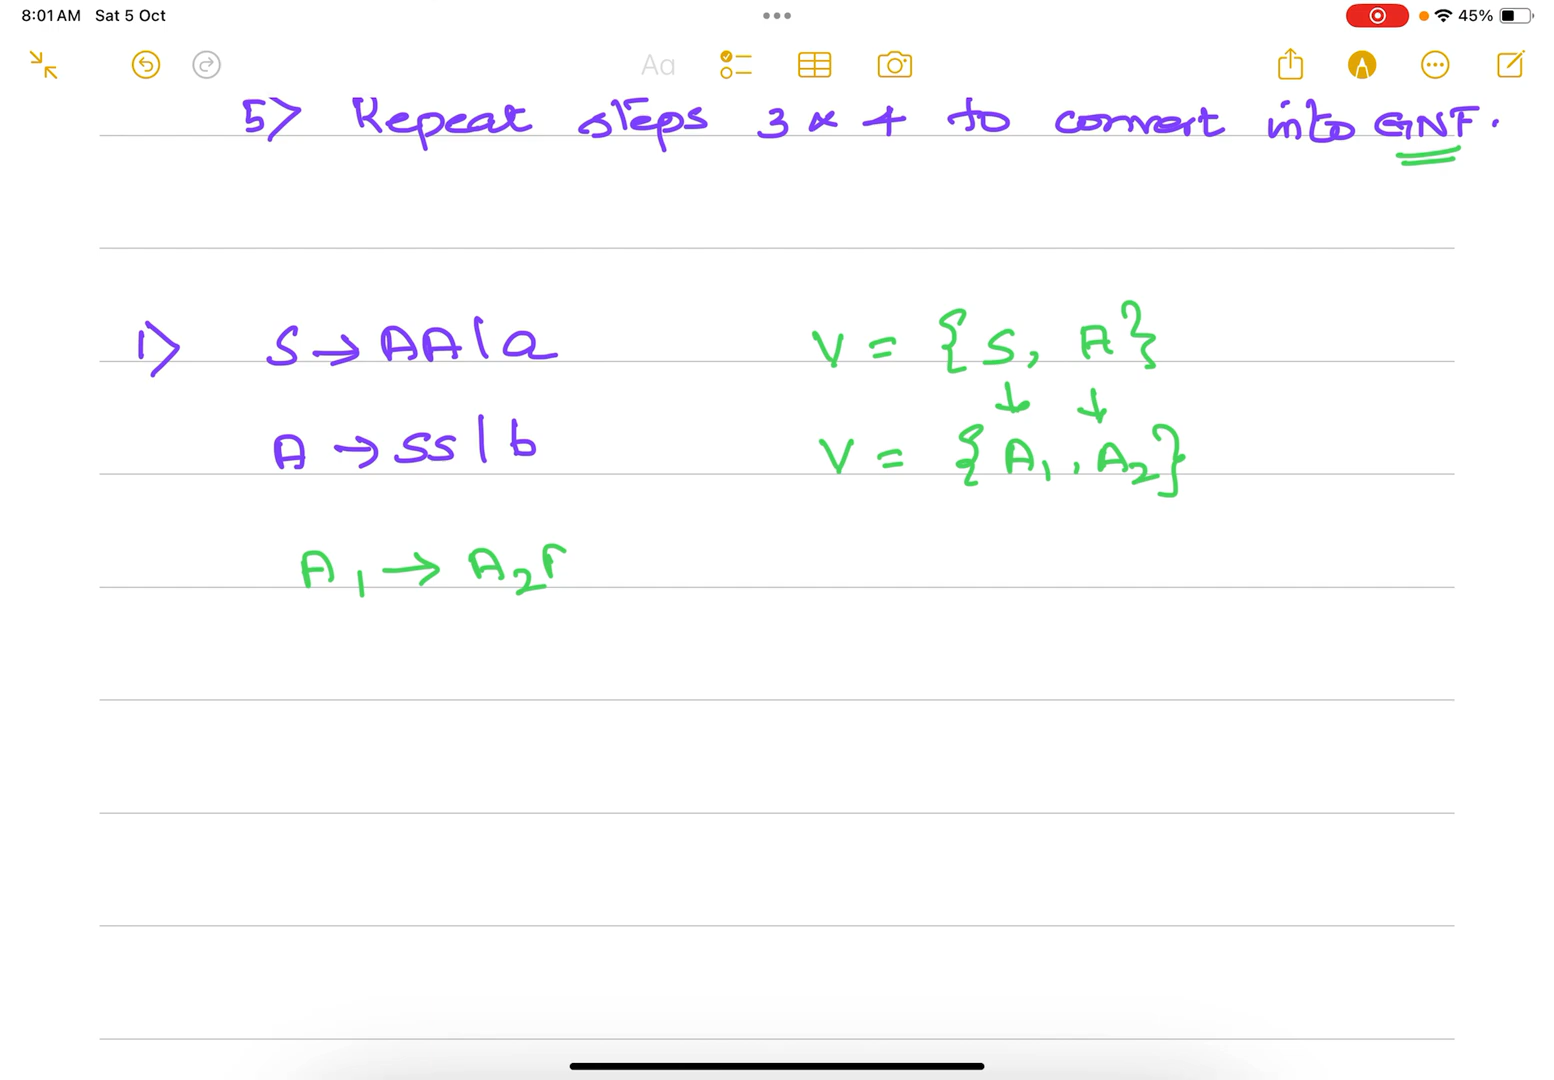 8:01 AM Sat 5 Oct
45%
Aa
5> Repeat steps 3 & 4 to convert into GNF.
1> S → AA | a
V = {S, A}
↓ ↓
A → SS | b
V = {A₁, A₂}
A₁ → A₂